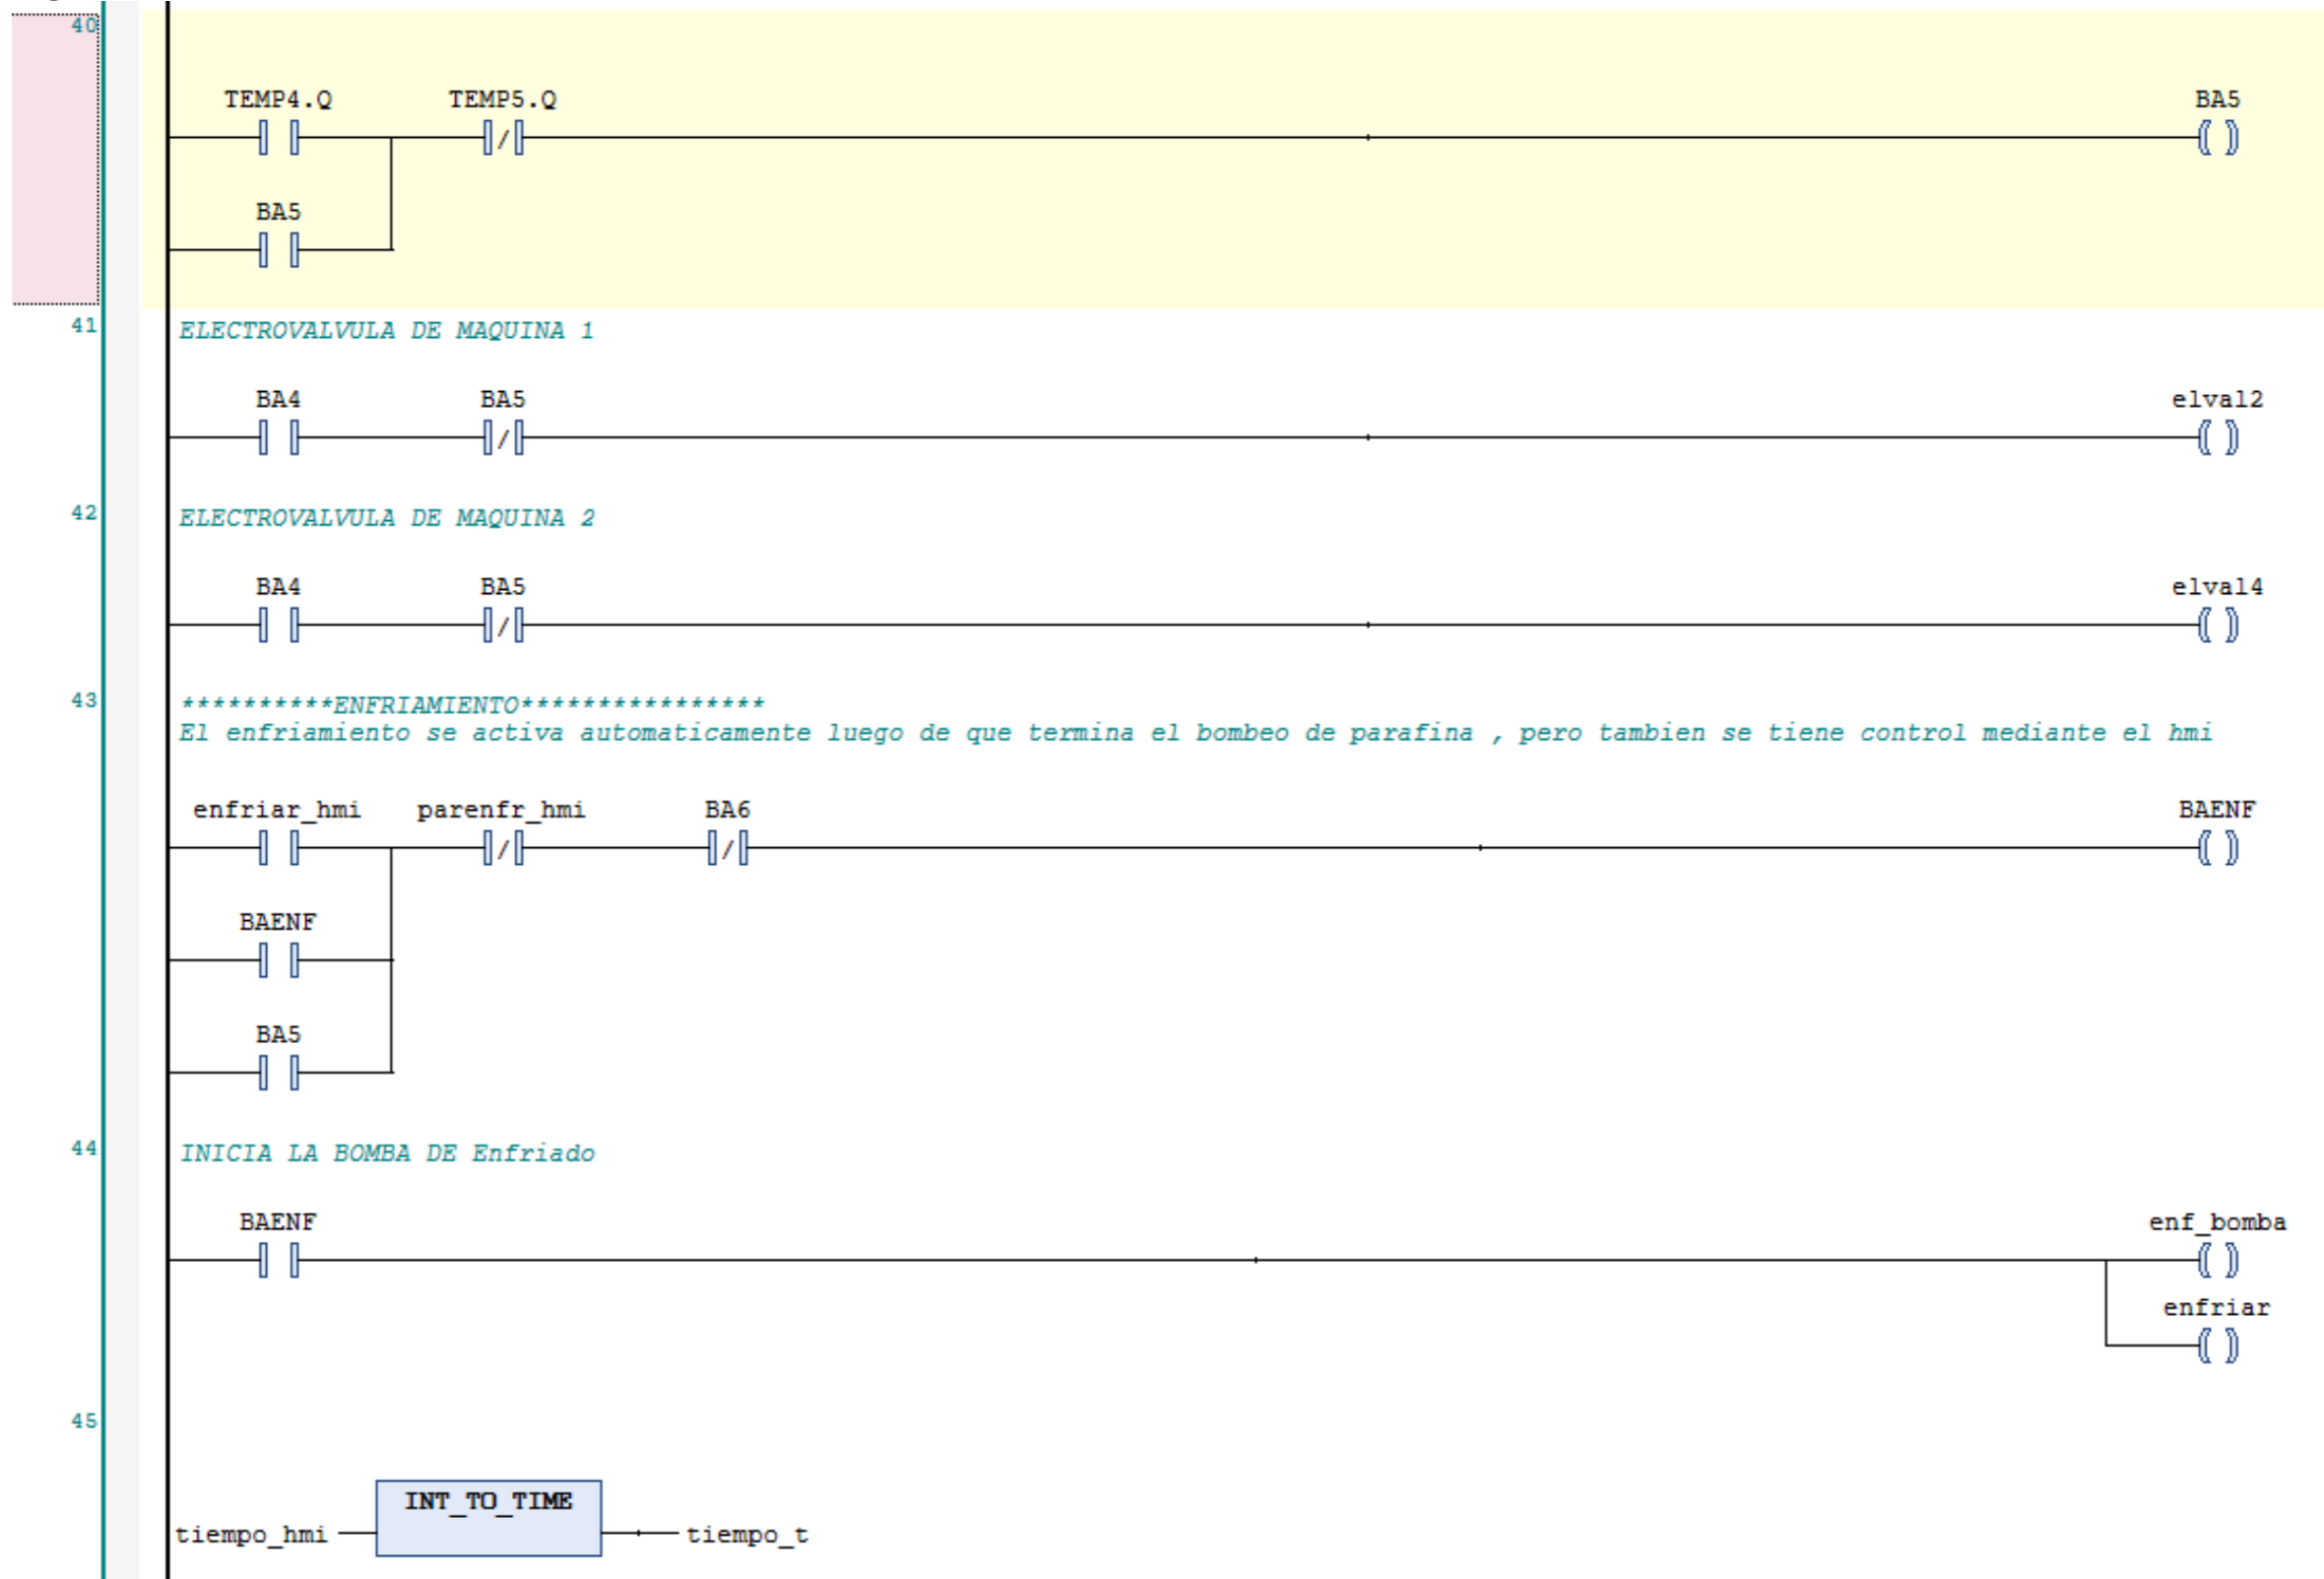 40
TEMP4.Q TEMP5.Q BA5
BA5
41 ELECTROVALVULA DE MAQUINA 1
BA4 BA5 elval2
42 ELECTROVALVULA DE MAQUINA 2
BA4 BA5 elval4
43 **********ENFRIAMIENTO****************
El enfriamiento se activa automaticamente luego de que termina el bombeo de parafina , pero tambien se tiene control mediante el hmi
enfriar_hmi parenfr_hmi BA6 BAENF
BAENF
BA5
44 INICIA LA BOMBA DE Enfriado
BAENF enf_bomba
enfriar
45
INT_TO_TIME
tiempo_hmi tiempo_t